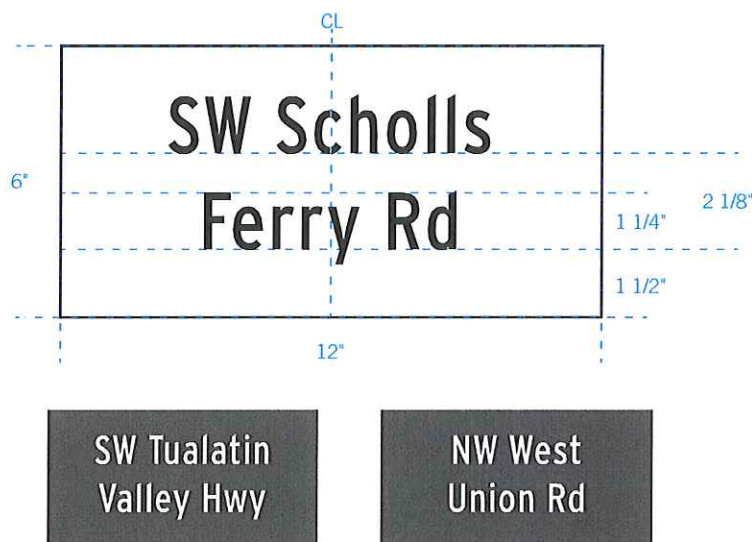 CL
SW Scholls
6"
Ferry Rd
2 1/8"
1 1/4"
1 1/2"
12"
SW Tualatin
Valley Hwy
NW West
Union Rd